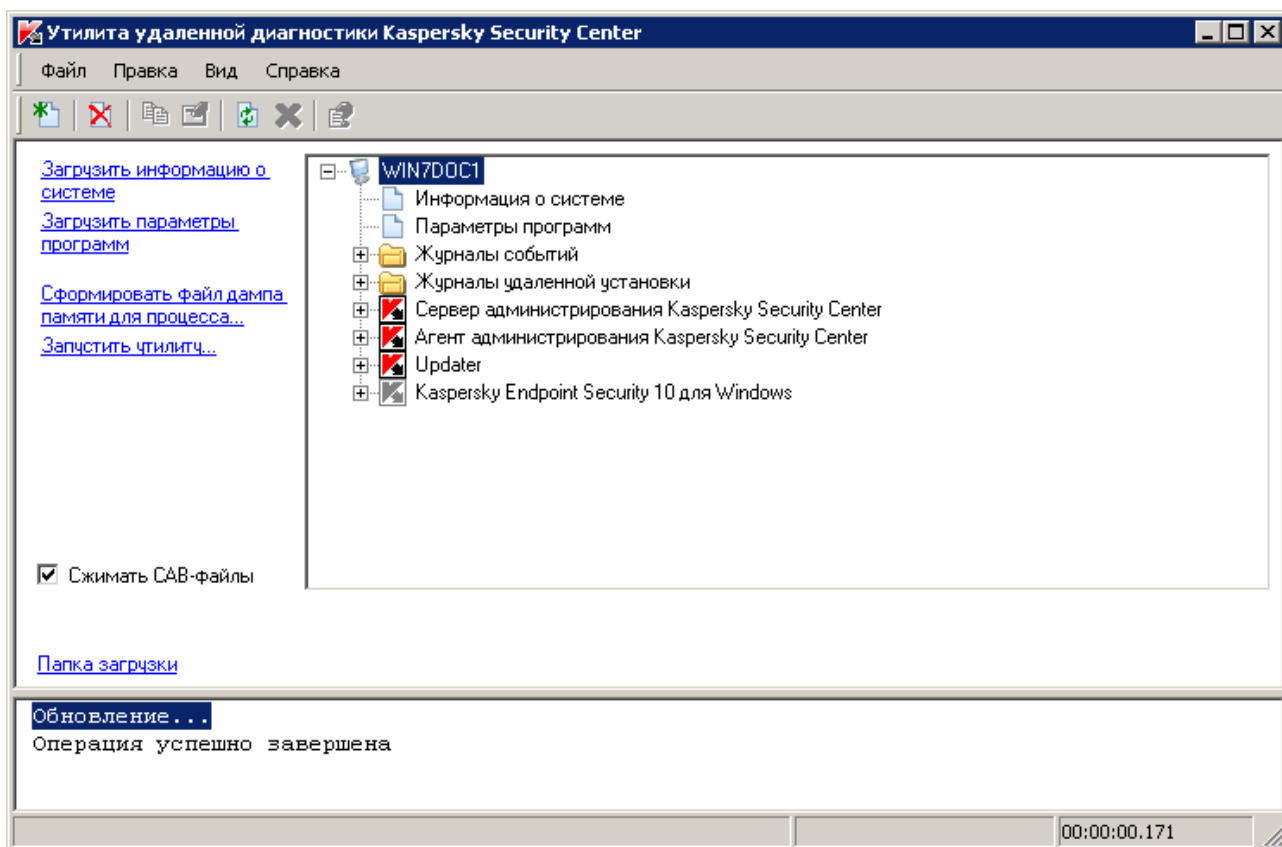 Утилита удаленной диагностики Kaspersky Security Center
Файл Правка Вид Справка
Загрузить информацию о
системе
Загрузить параметры
программ
Сформировать файл дампа
памяти для процесса...
Запустить утилиту...
Сжимать CAB-файлы
Папка загрузки
WIN7DOC1
Информация о системе
Параметры программ
Журналы событий
Журналы удаленной установки
Сервер администрирования Kaspersky Security Center
Агент администрирования Kaspersky Security Center
Updater
Kaspersky Endpoint Security 10 для Windows
Обновление...
Операция успешно завершена
00:00:00.171